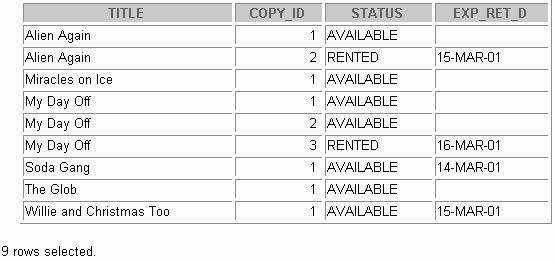 TITLE COPY_ID STATUS EXP_RET_D
Alien Again 1 AVAILABLE
Alien Again 2 RENTED 15-MAR-01
Miracles on Ice 1 AVAILABLE
My Day Off 1 AVAILABLE
My Day Off 2 AVAILABLE
My Day Off 3 RENTED 16-MAR-01
Soda Gang 1 AVAILABLE 14-MAR-01
The Glob 1 AVAILABLE
Willie and Christmas Too 1 AVAILABLE 15-MAR-01
9 rows selected.